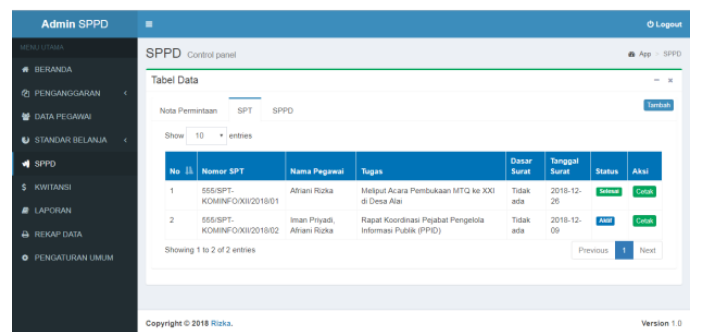 Admin SPPD
Logout
MENU UTAMA
SPPD Control panel
App > SPPD
BERANDA
PENGANGGARAN
DATA PEGAWAI
STANDAR BELANJA
SPPD
KWITANSI
LAPORAN
REKAP DATA
PENGATURAN UMUM
Tabel Data
Nota Permintaan SPT SPPD
Tambah
Show 10 entries
No Nomor SPT Nama Pegawai Tugas Dasar Surat Tanggal Surat Status Aksi
1 555/SPT- Afriani Rizka Meliput Acara Pembukaan MTQ ke XXI Tidak 2018-12- Selesai Cetak
KOMINFO/XII/2018/01 di Desa Alai ada 26
2 555/SPT- Iman Priyadi, Rapat Koordinasi Pejabat Pengelola Tidak 2018-12- Aktif Cetak
KOMINFO/XII/2018/02 Afriani Rizka Informasi Publik (PPID) ada 09
Showing 1 to 2 of 2 entries
Previous 1 Next
Copyright © 2018 Rizka.
Version 1.0